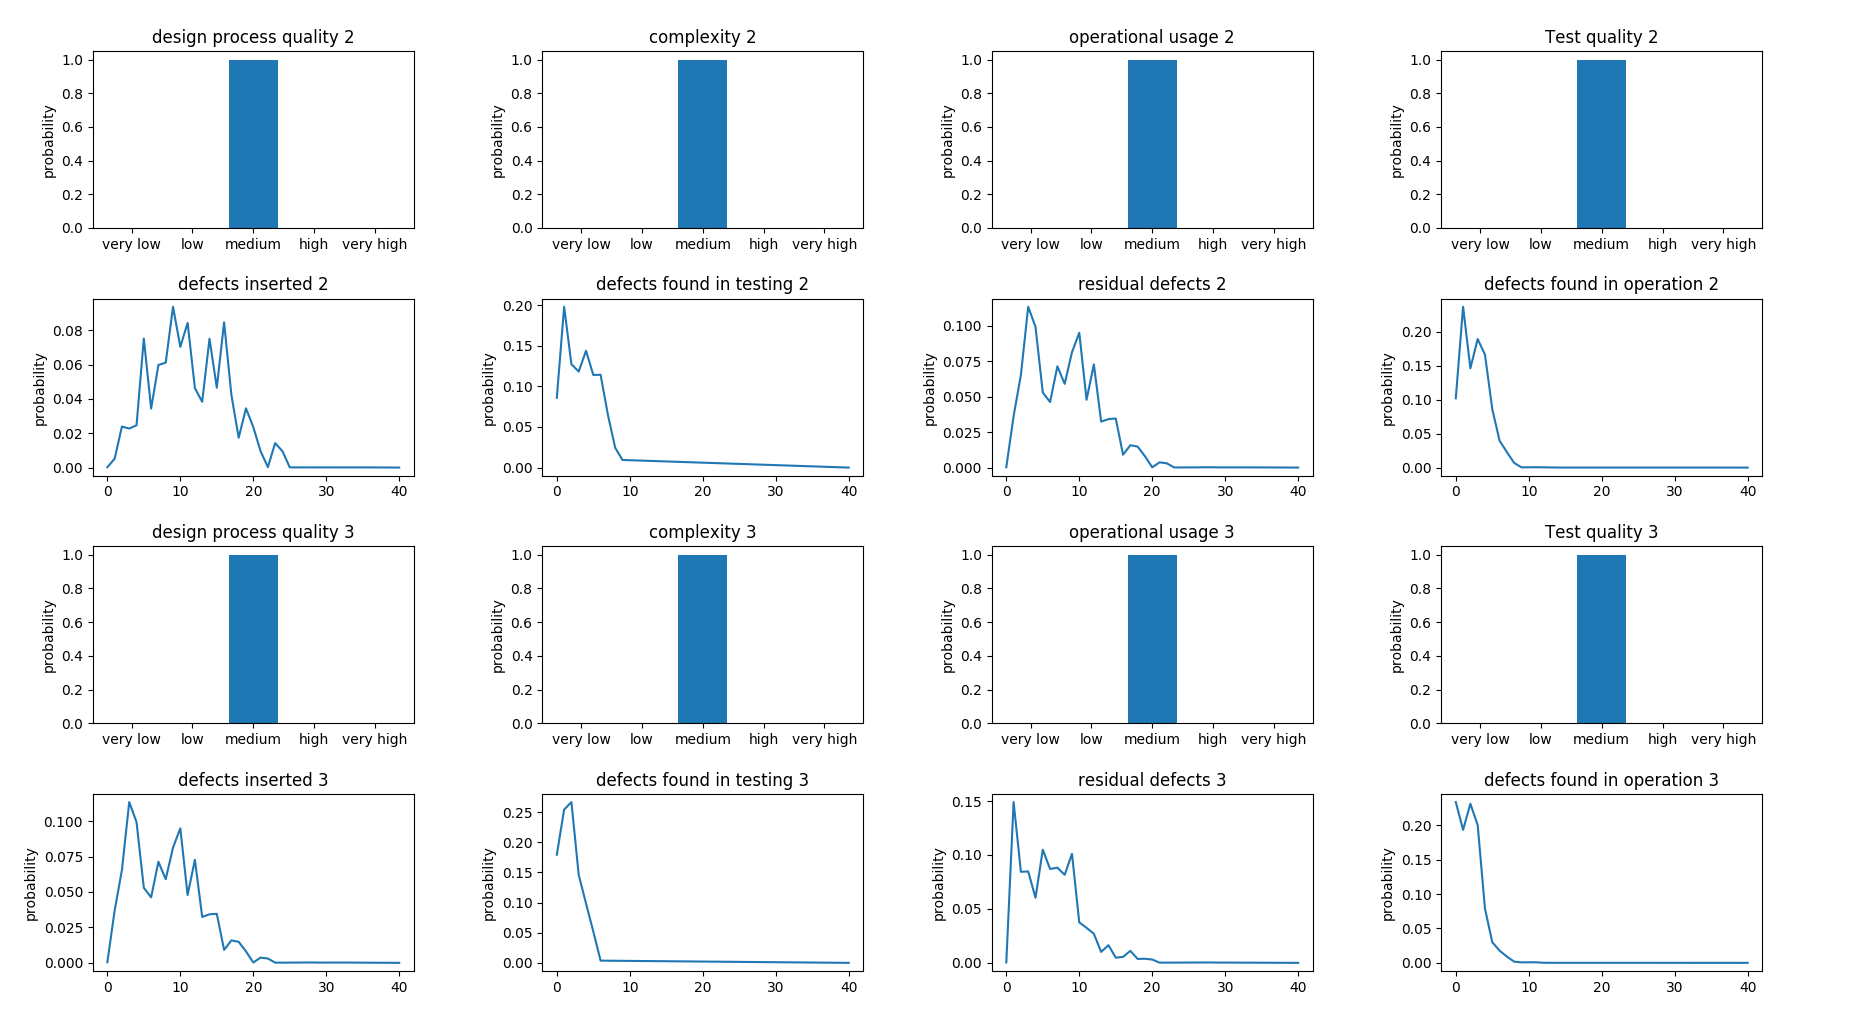 design process quality 2
probability
1.0
0.8
0.6
0.4
0.2
0.0
very low low medium high very high
complexity 2
probability
1.0
0.8
0.6
0.4
0.2
0.0
very low low medium high very high
operational usage 2
probability
1.0
0.8
0.6
0.4
0.2
0.0
very low low medium high very high
Test quality 2
probability
1.0
0.8
0.6
0.4
0.2
0.0
very low low medium high very high
defects inserted 2
probability
0.08
0.06
0.04
0.02
0.00
0 10 20 30 40
defects found in testing 2
probability
0.20
0.15
0.10
0.05
0.00
0 10 20 30 40
residual defects 2
probability
0.100
0.075
0.050
0.025
0.000
0 10 20 30 40
defects found in operation 2
probability
0.20
0.15
0.10
0.05
0.00
0 10 20 30 40
design process quality 3
probability
1.0
0.8
0.6
0.4
0.2
0.0
very low low medium high very high
complexity 3
probability
1.0
0.8
0.6
0.4
0.2
0.0
very low low medium high very high
operational usage 3
probability
1.0
0.8
0.6
0.4
0.2
0.0
very low low medium high very high
Test quality 3
probability
1.0
0.8
0.6
0.4
0.2
0.0
very low low medium high very high
defects inserted 3
probability
0.100
0.075
0.050
0.025
0.000
0 10 20 30 40
defects found in testing 3
probability
0.25
0.20
0.15
0.10
0.05
0.00
0 10 20 30 40
residual defects 3
probability
0.15
0.10
0.05
0.00
0 10 20 30 40
defects found in operation 3
probability
0.20
0.15
0.10
0.05
0.00
0 10 20 30 40